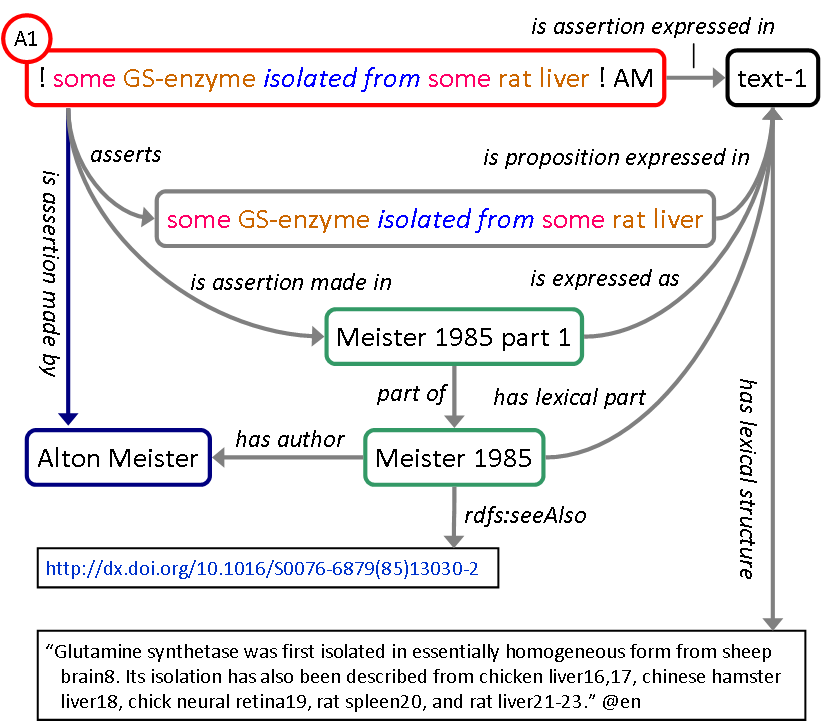 A1
is assertion expressed in
! some GS-enzyme isolated from some rat liver ! AM
text-1
asserts
is proposition expressed in
is assertion made by
some GS-enzyme isolated from some rat liver
is assertion made in
is expressed as
Meister 1985 part 1
part of
has lexical part
has lexical structure
Alton Meister
has author
Meister 1985
rdfs:seeAlso
http://dx.doi.org/10.1016/S0076-6879(85)13030-2
“Glutamine synthetase was first isolated in essentially homogeneous form from sheep
brain8. Its isolation has also been described from chicken liver16,17, chinese hamster
liver18, chick neural retina19, rat spleen20, and rat liver21-23.” @en